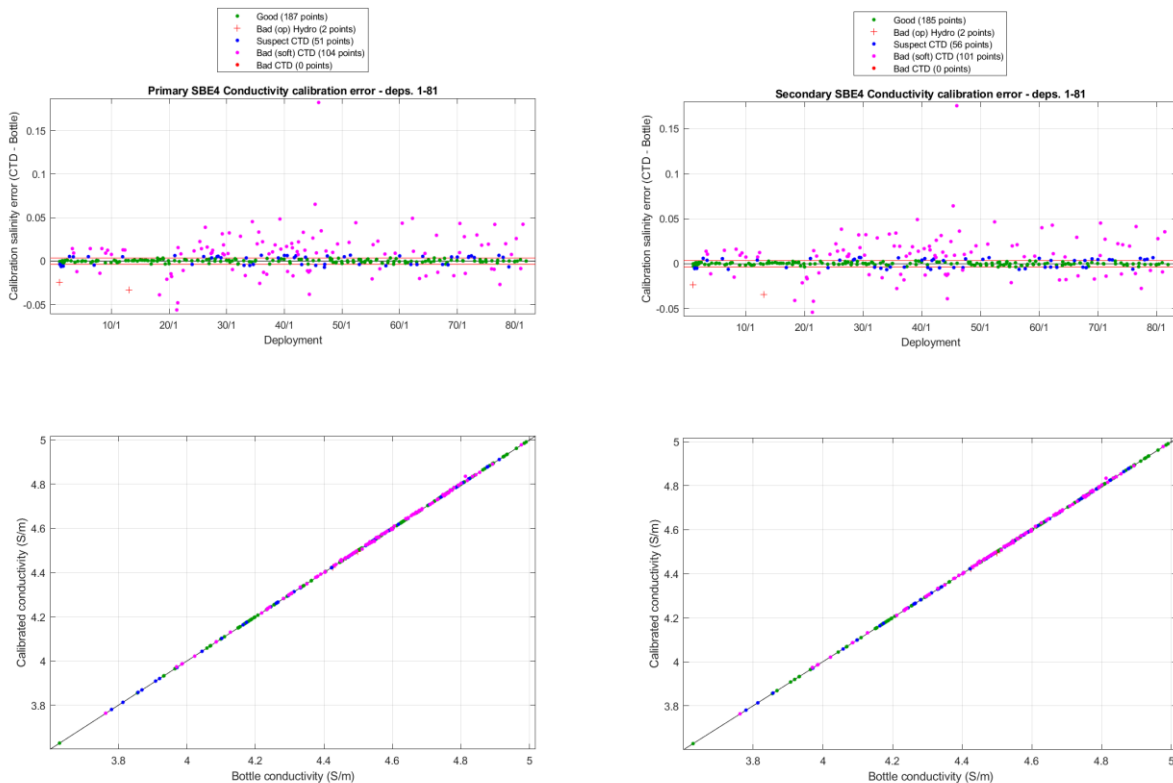 Good (187 points)
Bad (op) Hydro (2 points)
Suspect CTD (51 points)
Bad (soft) CTD (104 points)
Bad CTD (0 points)
Primary SBE4 Conductivity calibration error - deps. 1-81
Calibration salinity error (CTD - Bottle)
0.15
0.1
0.05
0
-0.05
10/1 20/1 30/1 40/1 50/1 60/1 70/1 80/1
Deployment
Good (185 points)
Bad (op) Hydro (2 points)
Suspect CTD (56 points)
Bad (soft) CTD (101 points)
Bad CTD (0 points)
Secondary SBE4 Conductivity calibration error - deps. 1-81
Calibration salinity error (CTD - Bottle)
0.15
0.1
0.05
0
-0.05
10/1 20/1 30/1 40/1 50/1 60/1 70/1 80/1
Deployment
Calibrated conductivity (S/m)
5
4.8
4.6
4.4
4.2
4
3.8
3.8 4 4.2 4.4 4.6 4.8 5
Bottle conductivity (S/m)
Calibrated conductivity (S/m)
5
4.8
4.6
4.4
4.2
4
3.8
3.8 4 4.2 4.4 4.6 4.8 5
Bottle conductivity (S/m)